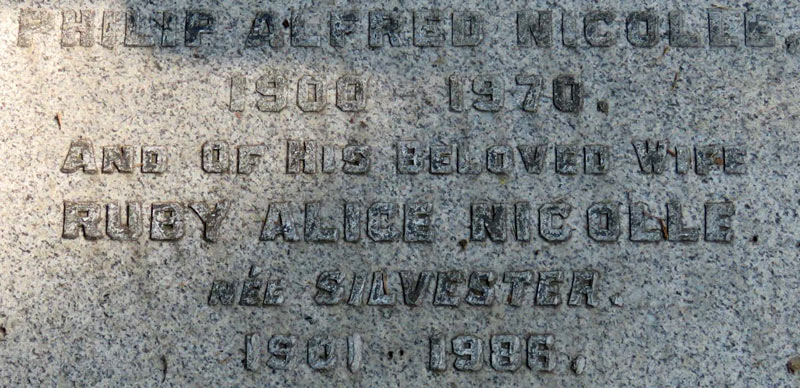 PHILIP ALFRED NICOLLE,
1900 - 1970.
AND OF HIS BELOVED WIFE
RUBY ALICE NICOLLE
NÉE SILVESTER.
1901 - 1986.